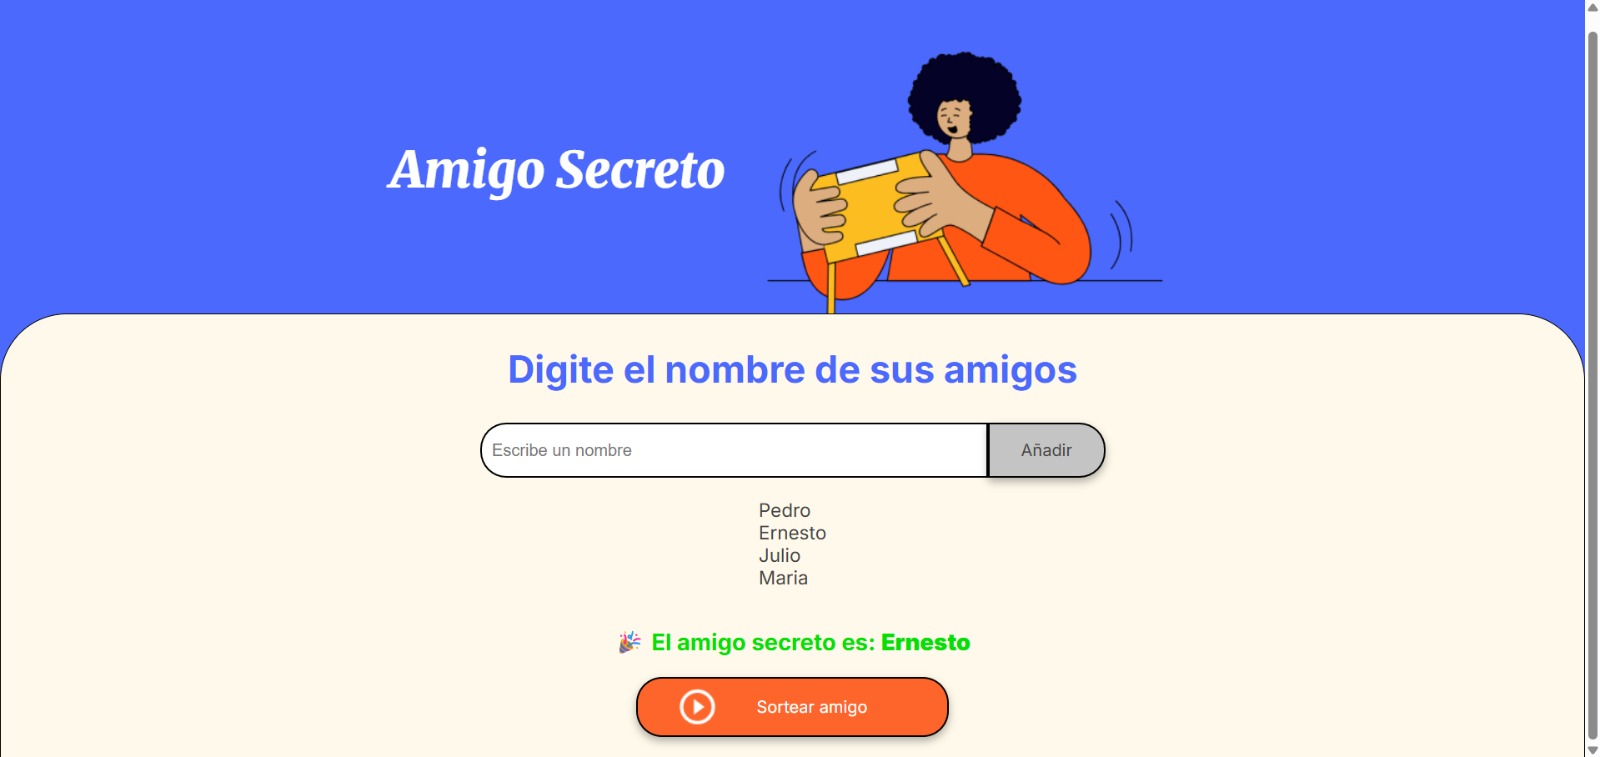 Amigo Secreto
Digite el nombre de sus amigos
Escribe un nombre
Añadir
Pedro
Ernesto
Julio
Maria
🎉 El amigo secreto es: Ernesto
Sortear amigo